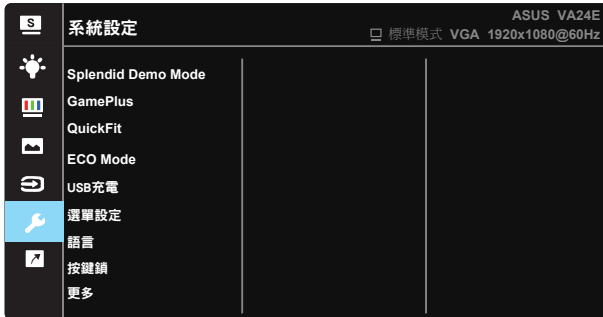 S
系統設定
ASUS VA24E
標準模式 VGA 1920x1080@60Hz
Splendid Demo Mode
GamePlus
QuickFit
ECO Mode
USB充電
選單設定
語言
按鍵鎖
更多